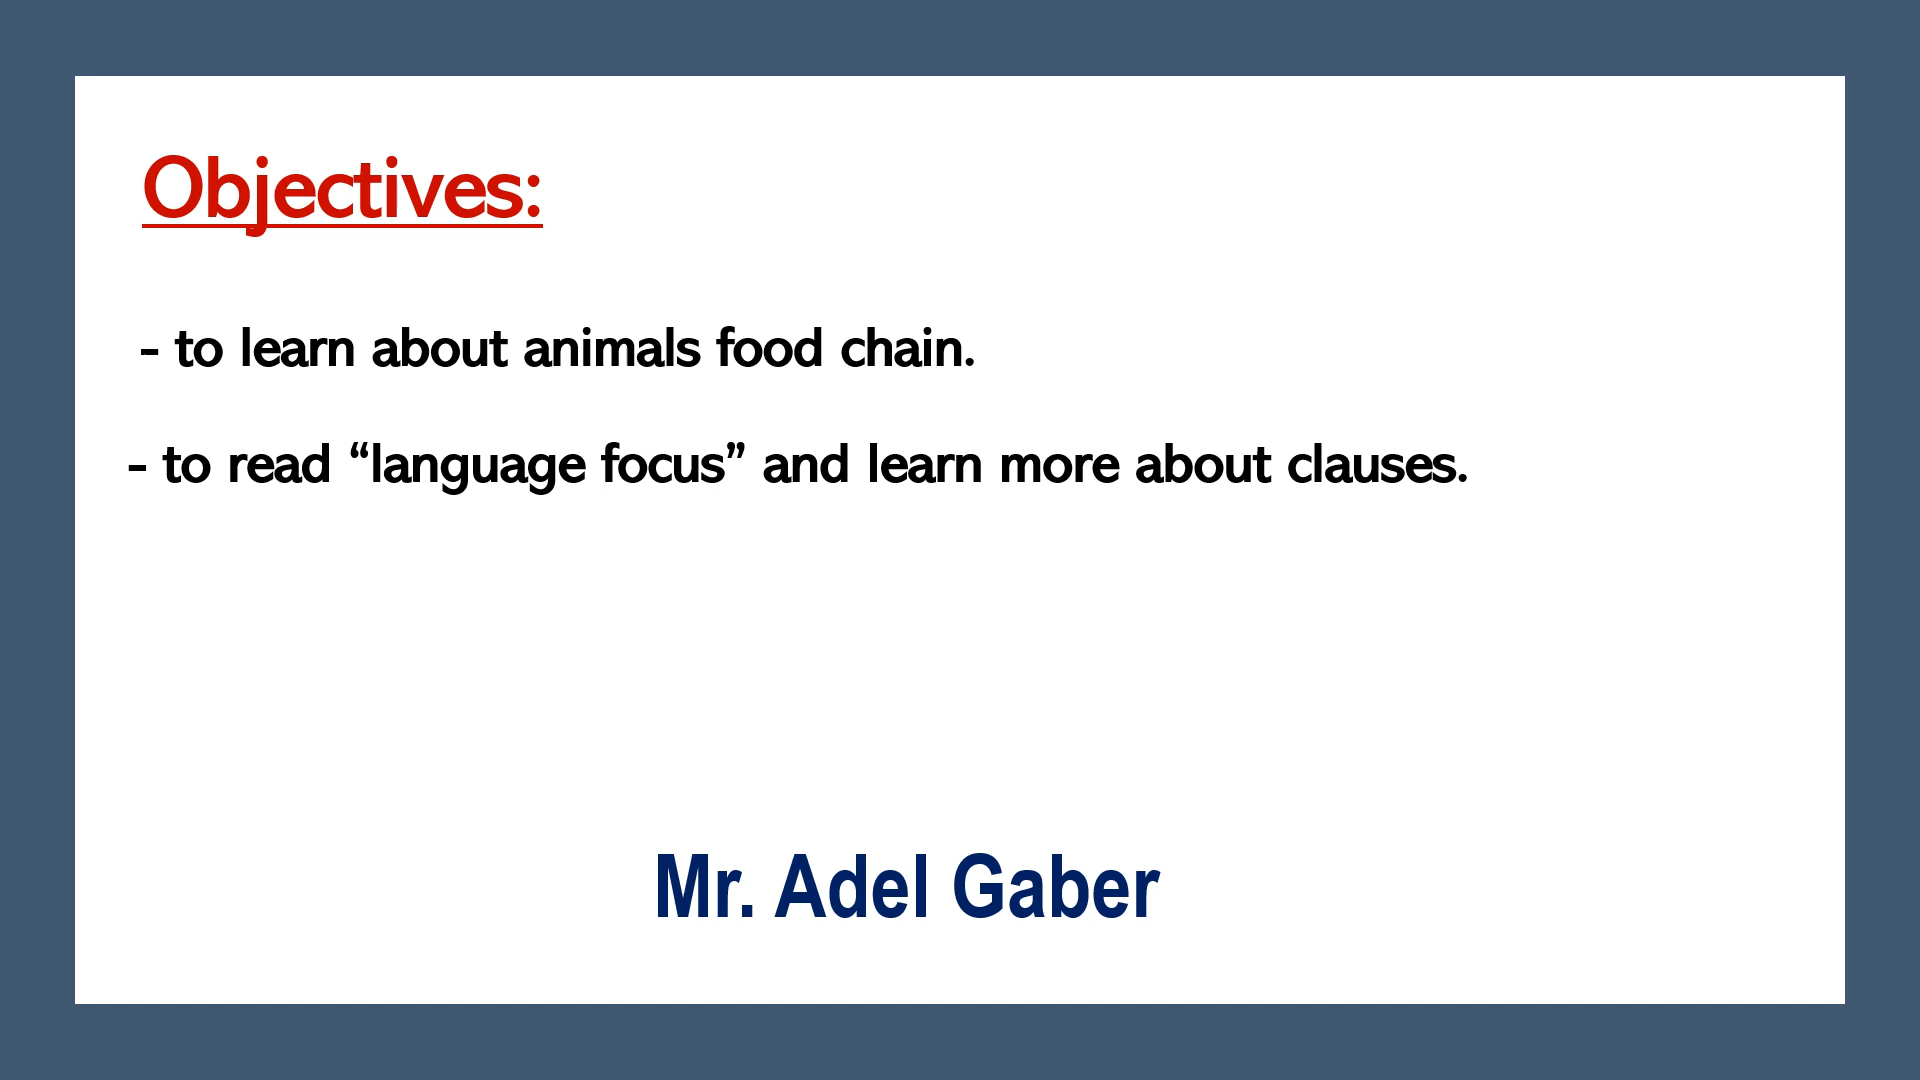 Objectives:
- to learn about animals food chain.
- to read “language focus” and learn more about clauses.
Mr. Adel Gaber